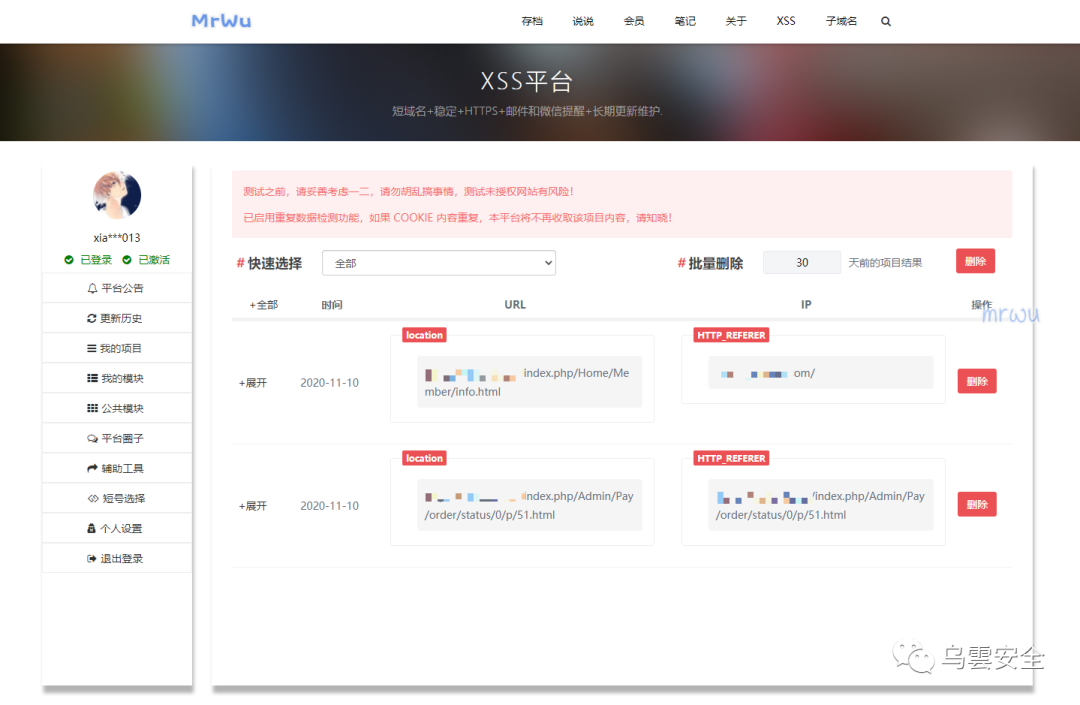 MrWu
存档 说说 会员 笔记 关于 XSS 子域名
XSS平台
短域名+稳定+HTTPS+邮件和微信提醒+长期更新维护.
xia***013
已登录 已激活
平台公告
更新历史
我的项目
我的模块
公共模块
平台圈子
辅助工具
短号选择
个人设置
退出登录
测试之前，请妥善考虑一二，请勿胡乱搞事情，测试未授权网站有风险！
已启用重复数据检测功能，如果 COOKIE 内容重复，本平台将不再收取该项目内容，请知晓！
#快速选择 全部 #批量删除 30 天前的项目结果 删除
+全部 时间 URL IP 操作
mrwu
location HTTP_REFERER
+展开 2020-11-10 index.php/Home/Me om/ 删除
mber/info.html
location HTTP_REFERER
index.php/Admin/Pay /index.php/Admin/Pay
+展开 2020-11-10 删除
/order/status/0/p/51.html /order/status/0/p/51.html
乌雲安全